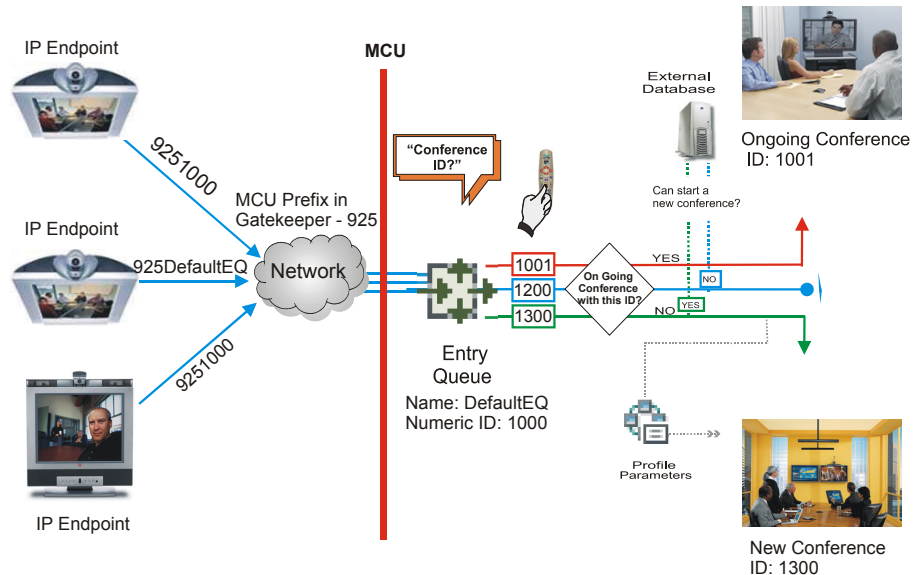 IP Endpoint
MCU
External
Database
"Conference
ID?"
Ongoing Conference
ID: 1001
9251000
MCU Prefix in
Gatekeeper - 925
Can start a
new conference?
IP Endpoint
925DefaultEQ
Network
1001
YES
On Going
Conference
with this ID?
1200
NO
1300
NO
YES
9251000
Entry
Queue
Name: DefaultEQ
Numeric ID: 1000
Profile
Parameters
IP Endpoint
New Conference
ID: 1300